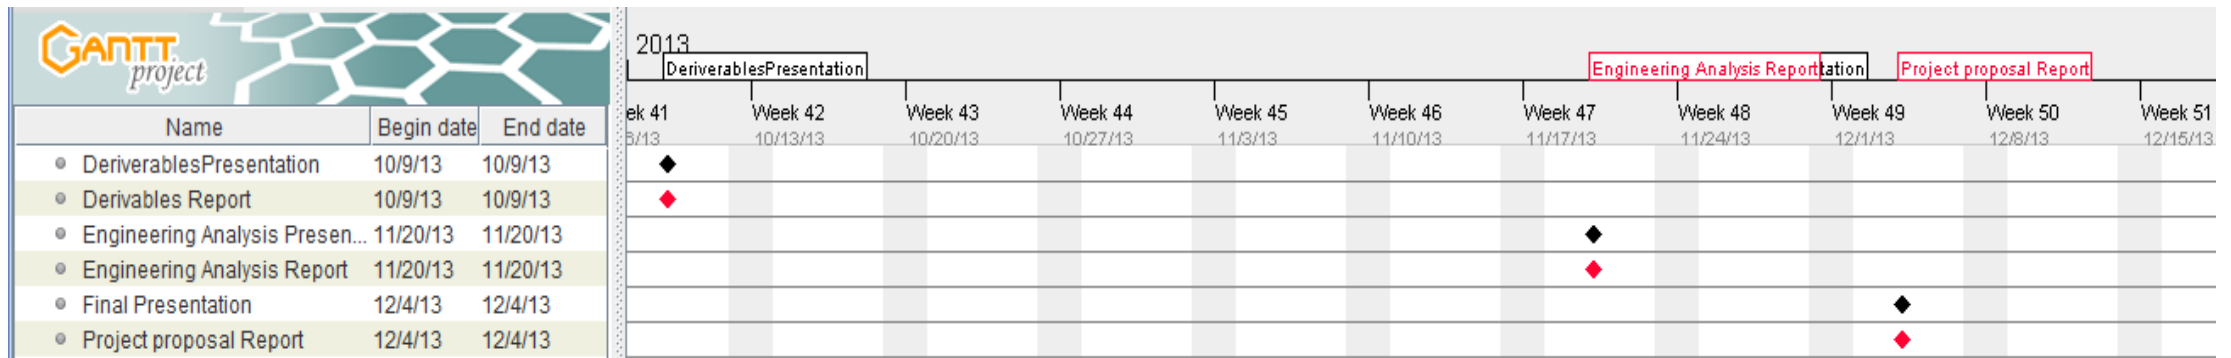 GANTT
project
Name Begin date End date
DeriverablesPresentation 10/9/13 10/9/13
Derivables Report 10/9/13 10/9/13
Engineering Analysis Presen... 11/20/13 11/20/13
Engineering Analysis Report 11/20/13 11/20/13
Final Presentation 12/4/13 12/4/13
Project proposal Report 12/4/13 12/4/13
2013
DeriverablesPresentation Engineering Analysis Report tation Project proposal Report
ek 41 Week 42 Week 43 Week 44 Week 45 Week 46 Week 47 Week 48 Week 49 Week 50 Week 51
/13 10/13/13 10/20/13 10/27/13 11/3/13 11/10/13 11/17/13 11/24/13 12/1/13 12/8/13 12/15/13